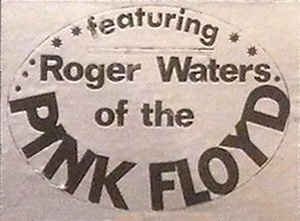 featuring
Roger Waters
of the
PINK FLOYD